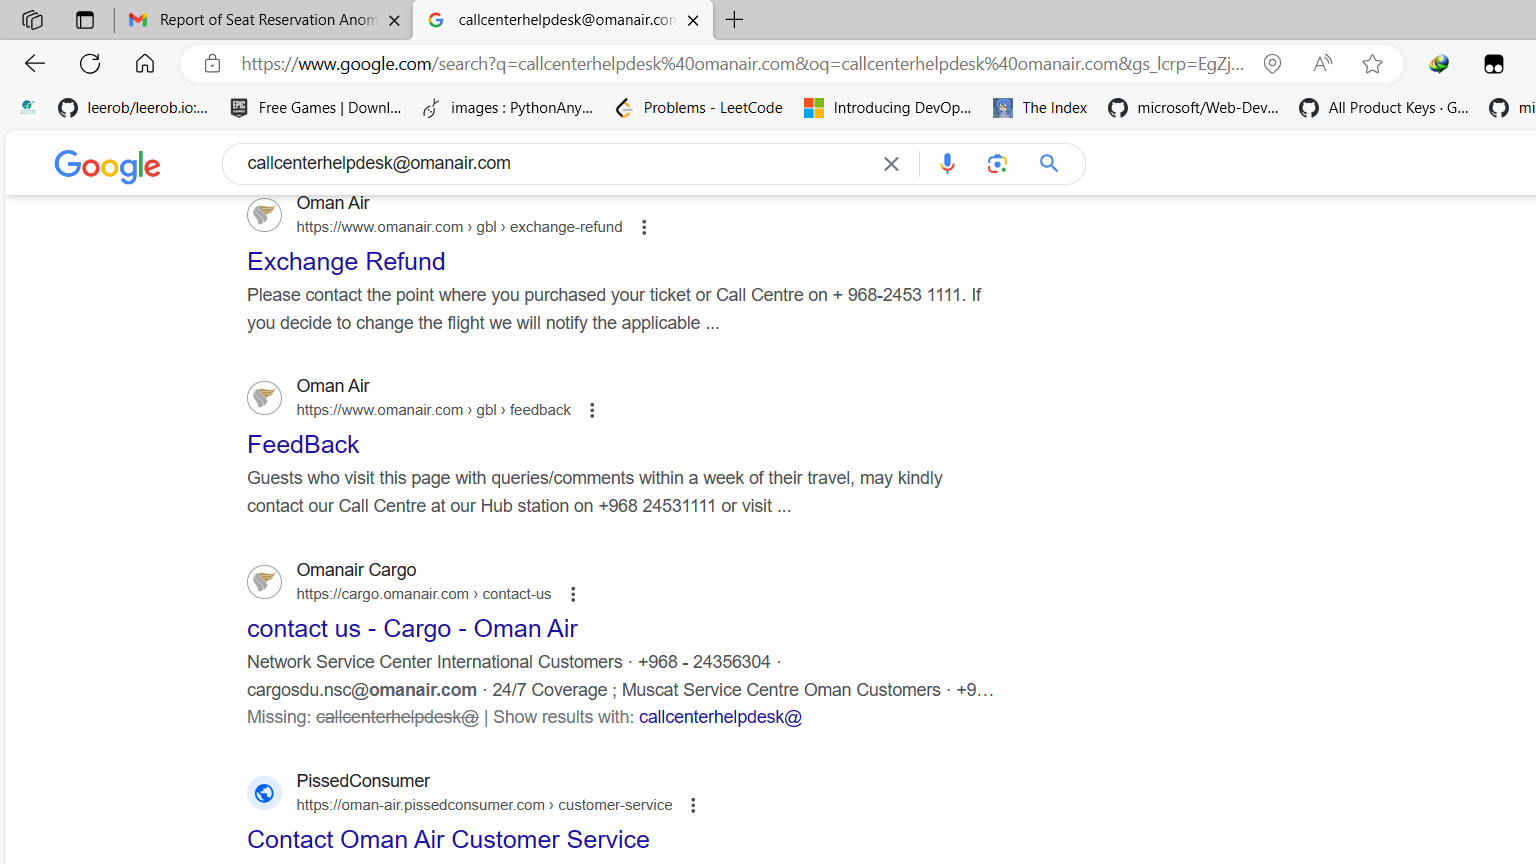 Report of Seat Reservation Anom
callcenterhelpdesk@omanair.com
https://www.google.com/search?q=callcenterhelpdesk%40omanair.com&oq=callcenterhelpdesk%40omanair.com&gs_lcrp=EgZj...
leerob/leerob.io:...
EPIC
Free Games | Downl...
images : PythonAny...
Problems - LeetCode
Introducing DevOp...
The Index
microsoft/Web-Dev...
All Product Keys · G...
mi
Google
callcenterhelpdesk@omanair.com
Oman Air
https://www.omanair.com › gbl › exchange-refund
Exchange Refund
Please contact the point where you purchased your ticket or Call Centre on + 968-2453 1111. If
you decide to change the flight we will notify the applicable ...
Oman Air
https://www.omanair.com › gbl › feedback
FeedBack
Guests who visit this page with queries/comments within a week of their travel, may kindly
contact our Call Centre at our Hub station on +968 24531111 or visit ...
Omanair Cargo
https://cargo.omanair.com › contact-us
contact us - Cargo - Oman Air
Network Service Center International Customers · +968 - 24356304 ·
cargosdu.nsc@omanair.com · 24/7 Coverage ; Muscat Service Centre Oman Customers · +9…
Missing: callcenterhelpdesk@ | Show results with: callcenterhelpdesk@
PissedConsumer
https://oman-air.pissedconsumer.com › customer-service
Contact Oman Air Customer Service